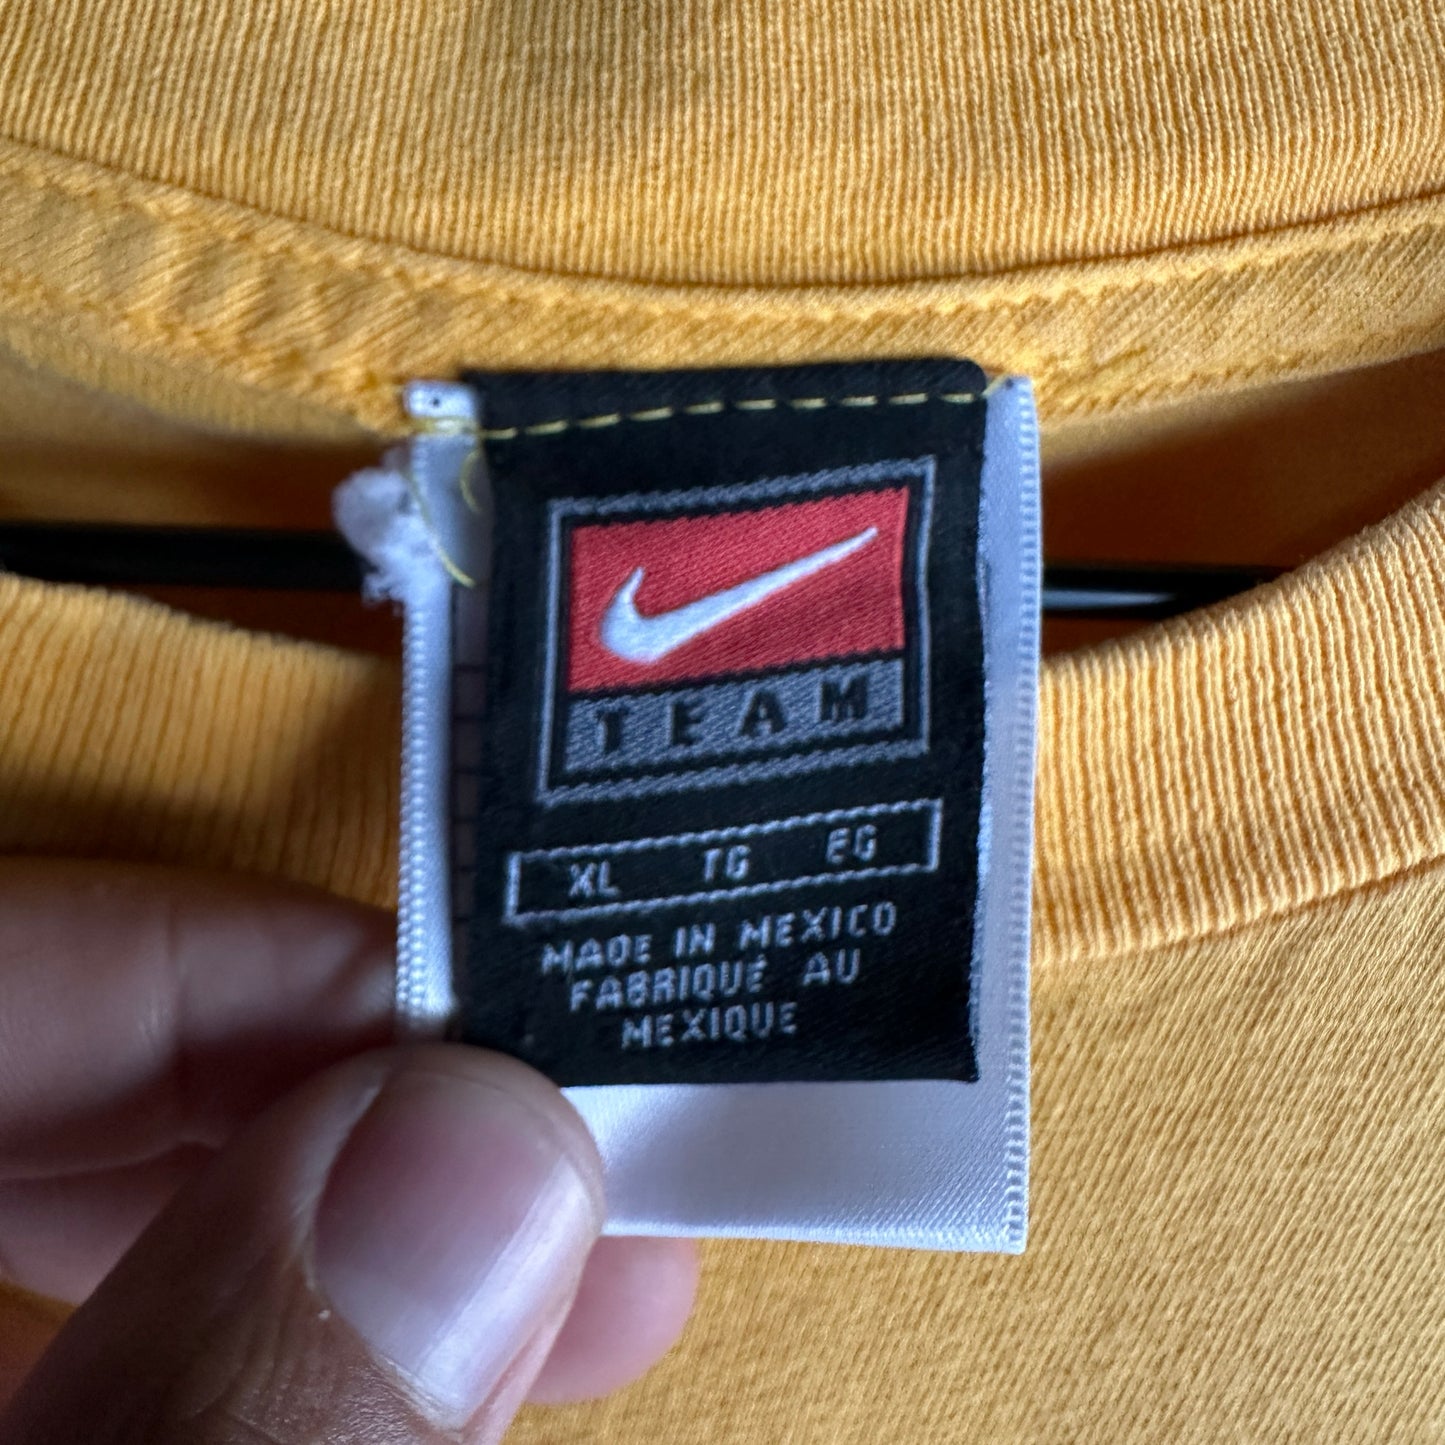 TEAM
XL TG EG
MADE IN MEXICO
FABRIQUÉ AU
MEXIQUE